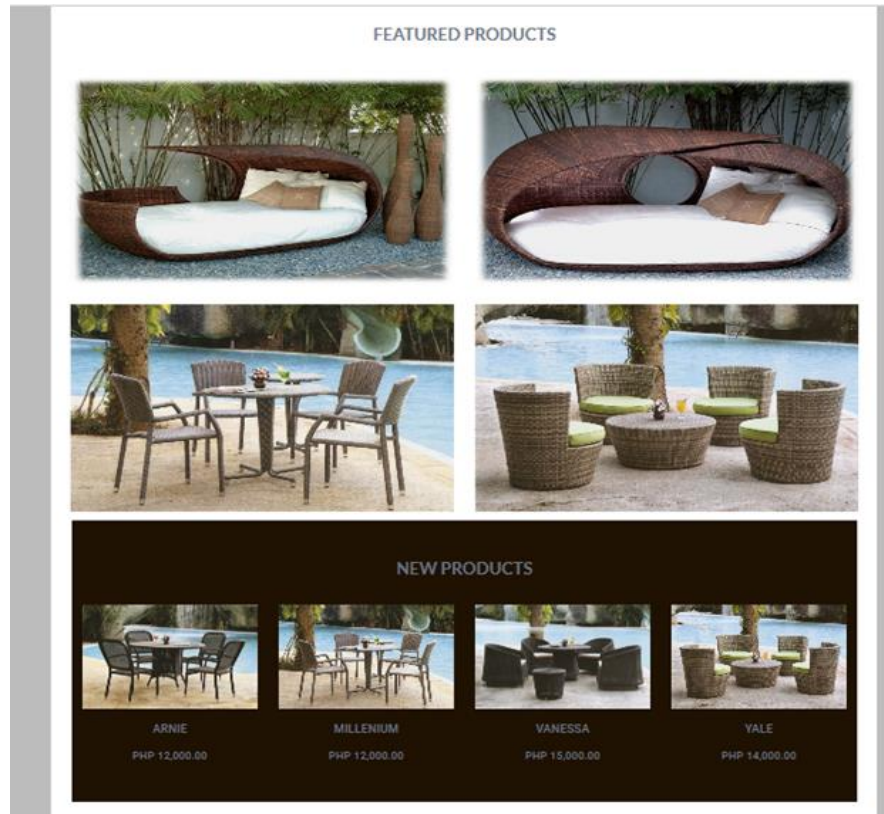 FEATURED PRODUCTS
NEW PRODUCTS
ARNIE
MILLENIUM
VANESSA
YALE
PHP 12,000.00
PHP 12,000.00
PHP 15,000.00
PHP 14,000.00